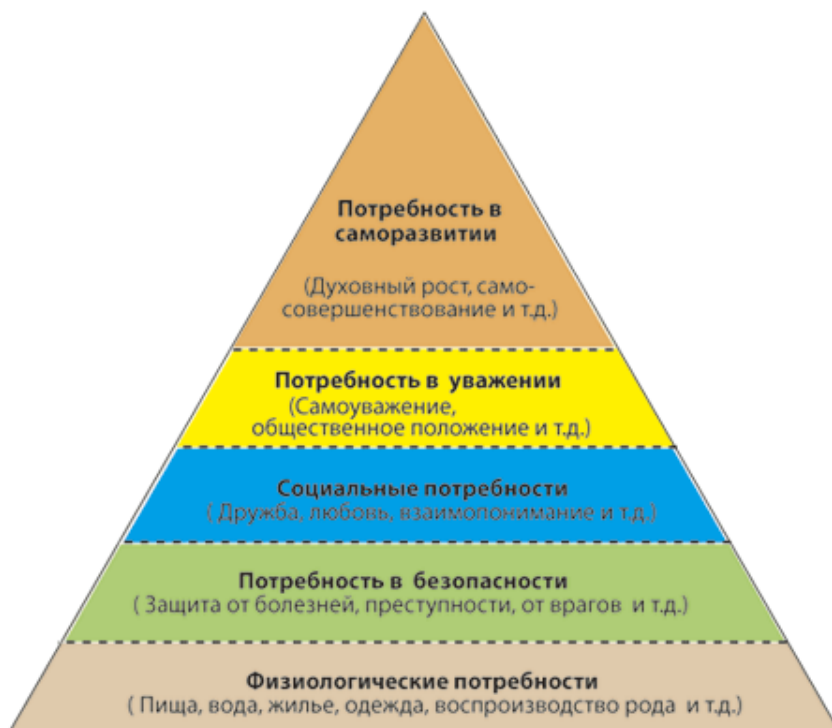 Потребность в
саморазвитии
(Духовный рост, само-
совершенствование и т.д.)
Потребность в уважении
(Самоуважение,
общественное положение и т.д.)
Социальные потребности
( Дружба, любовь, взаимопонимание и т.д.)
Потребность в безопасности
( Защита от болезней, преступности, от врагов и т.д.)
Физиологические потребности
( Пища, вода, жилье, одежда, воспроизводство рода и т.д.)